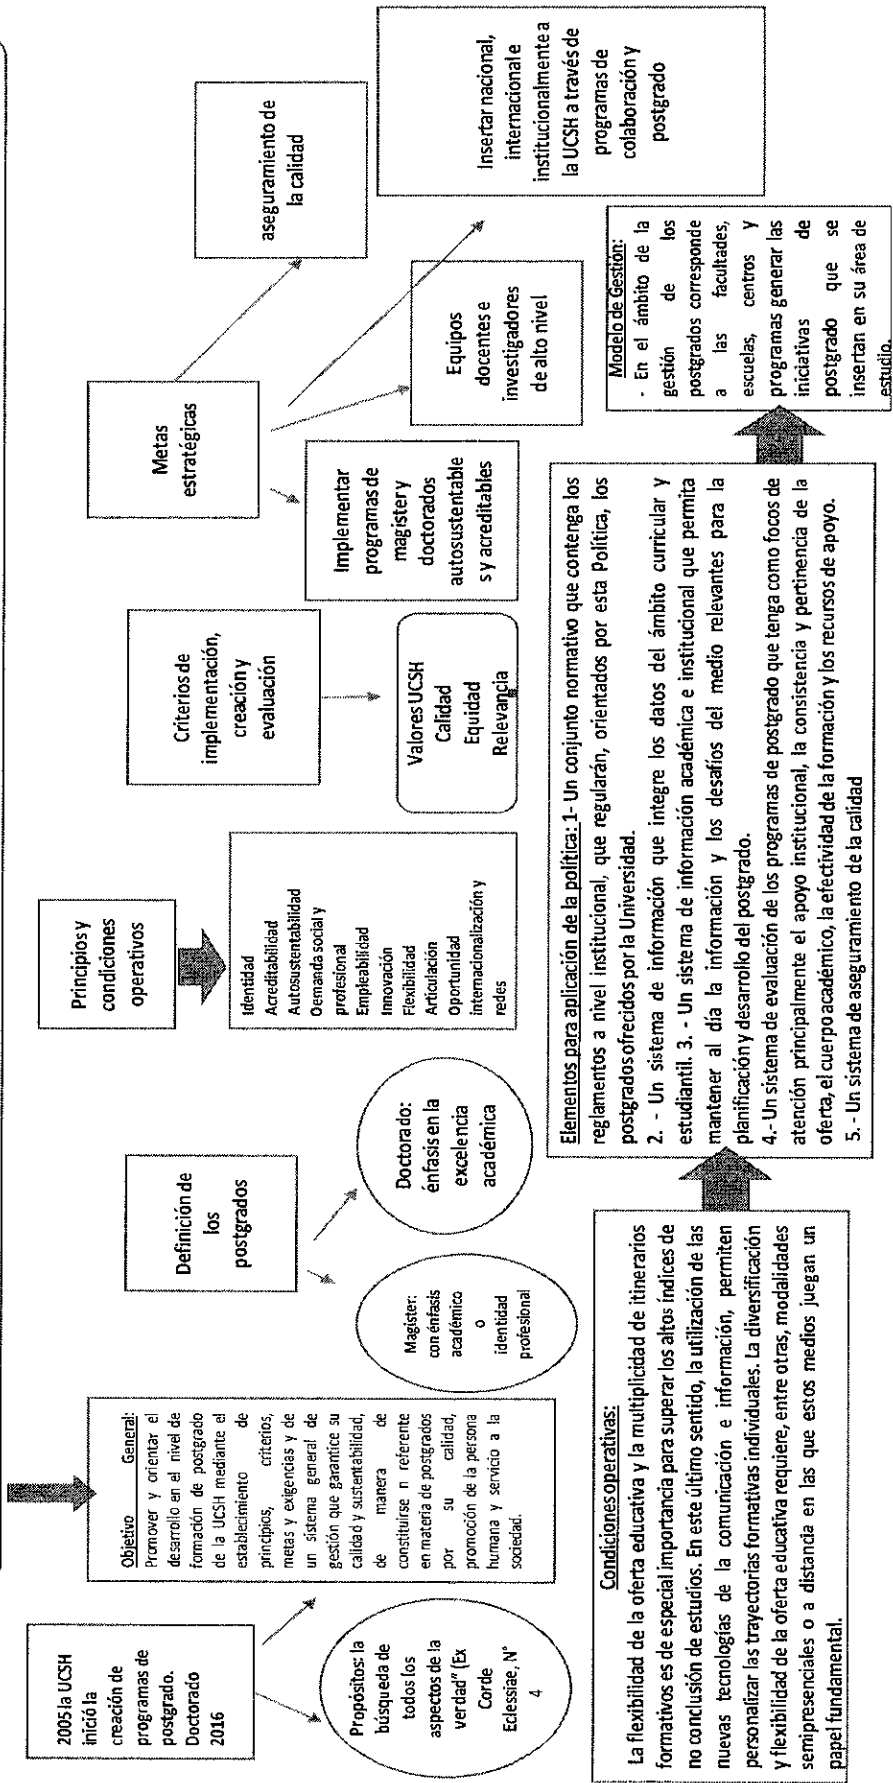 2005 la UCSH
inició la
creación de
programas de
postgrado.
Doctorado
2016
Propósitos: la
búsqueda de
todos los
aspectos de la
verdad" (Ex
Corde
Eclessiae, N°
4
Objetivo General:
Promover y orientar el
desarrollo en el nivel de
formación de postgrado
de la UCSH mediante el
establecimiento de
principios, criterios,
metas y exigencias y de
un sistema general de
gestión que garantice su
calidad y sustentabilidad,
de manera de
constituirse n referente
en materia de postgrados
por su calidad,
promoción de la persona
humana y servicio a la
sociedad.
Definición de
los
postgrados
Magíster:
con énfasis
académico
o
identidad
profesional
Doctorado:
énfasis en la
excelencia
académica
Principios y
condiciones
operativos
Identidad
Acreditabilidad
Autosustentabilidad
Demanda social y
profesional
Empleabilidad
Innovación
Flexibilidad
Articulación
Oportunidad
internacionalización y
redes
Criterios de
implementación,
creación y
evaluación
Valores UCSH
Calidad
Equidad
Relevancia
Metas
estratégicas
Implementar
programas de
magister y
doctorados
autosustentable
s y acreditables
Equipos
docentes e
investigadores
de alto nivel
aseguramiento de
la calidad
Insertar nacional,
internacional e
institucionalmente a
la UCSH a través de
programas de
colaboración y
postgrado
Condiciones operativas:
La flexibilidad de la oferta educativa y la multiplicidad de itinerarios
formativos es de especial importancia para superar los altos índices de
no conclusión de estudios. En este último sentido, la utilización de las
nuevas tecnologías de la comunicación e información, permiten
personalizar las trayectorias formativas individuales. La diversificación
y flexibilidad de la oferta educativa requiere, entre otras, modalidades
semipresenciales o a distancia en las que estos medios juegan un
papel fundamental.
Elementos para aplicación de la política: 1- Un conjunto normativo que contenga los
reglamentos a nivel institucional, que regularán, orientados por esta Política, los
postgrados ofrecidos por la Universidad.
2. - Un sistema de información que integre los datos del ámbito curricular y
estudiantil. 3. - Un sistema de información académica e institucional que permita
mantener al día la información y los desafíos del medio relevantes para la
planificación y desarrollo del postgrado.
4.- Un sistema de evaluación de los programas de postgrado que tenga como focos de
atención principalmente el apoyo institucional, la consistencia y pertinencia de la
oferta, el cuerpo académico, la efectividad de la formación y los recursos de apoyo.
5. - Un sistema de aseguramiento de la calidad
Modelo de Gestión:
- En el ámbito de la
gestión de los
postgrados corresponde
a las facultades,
escuelas, centros y
programas generar las
iniciativas de
postgrado que se
insertan en su área de
estudio.